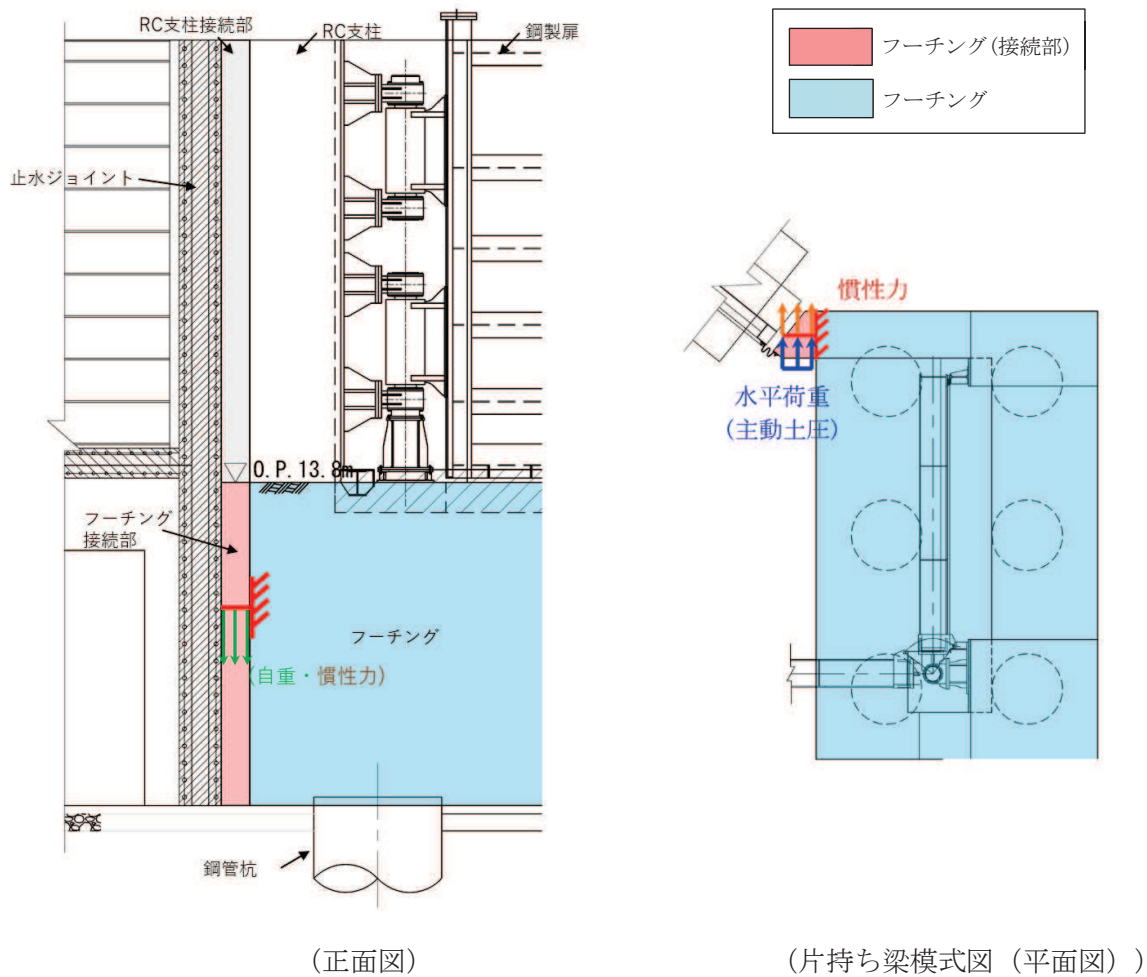 RC支柱接続部
RC支柱
鋼製扉
止水ジョイント
O.P.13.8m
フーチング
接続部
フーチング
(自重・慣性力)
鋼管杭
(正面図)
フーチング(接続部)
フーチング
慣性力
水平荷重
(主動土圧)
(片持ち梁模式図(平面図))